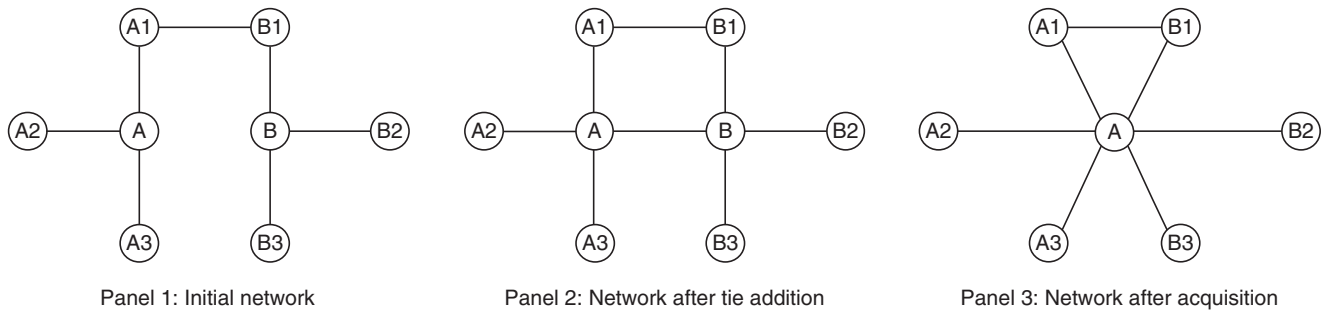 A1 B1
A2 A B B2
A3 B3
Panel 1: Initial network
A1 B1
A2 A B B2
A3 B3
Panel 2: Network after tie addition
A1 B1
A2 A B2
A3 B3
Panel 3: Network after acquisition